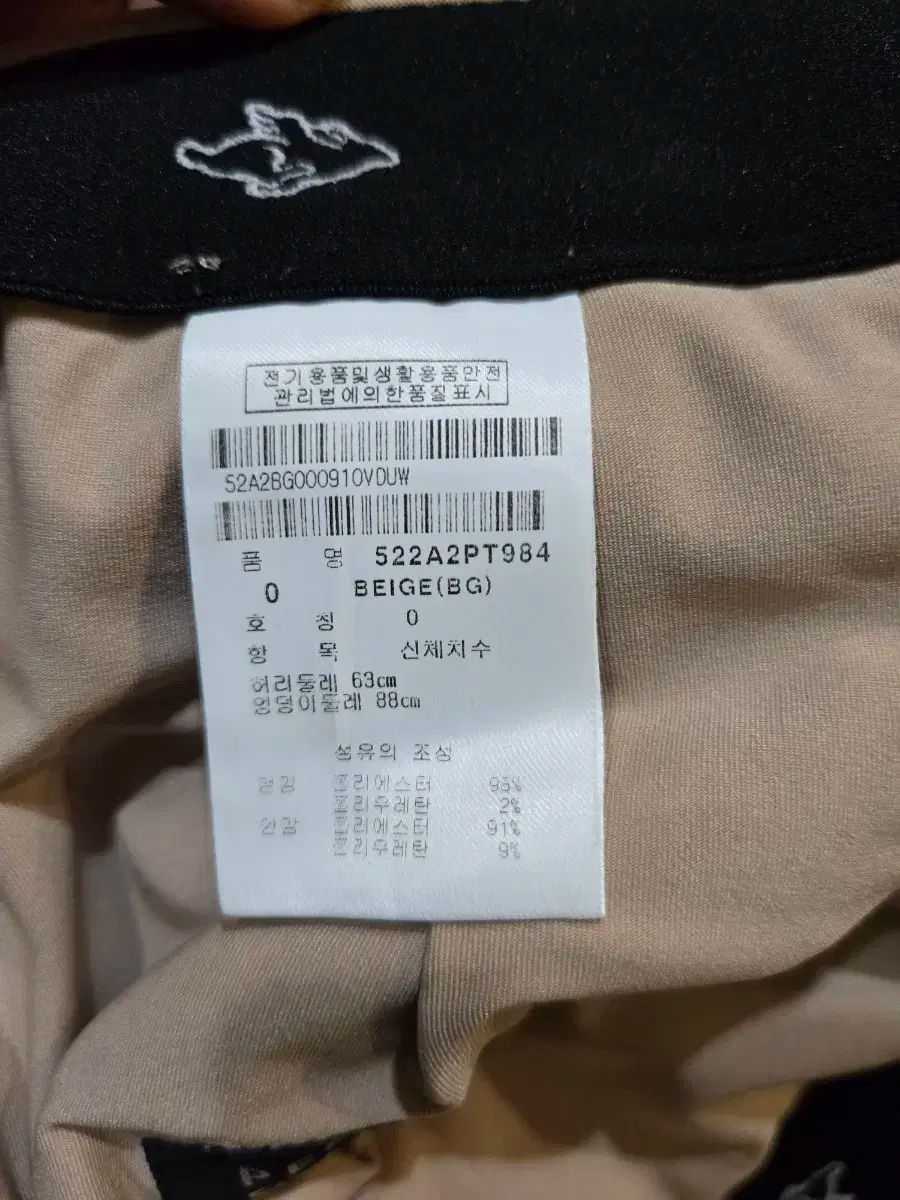 전기용품및생활용품안전
관리법에의한품질표시
52A2BG000910VDUW
품 명 522A2PT984
0 BEIGE(BG)
호 칭 0
항 목 신체치수
허리둘레 63cm
엉덩이둘레 88cm
섬유의 조성
겉감 폴리에스터
폴리우레탄 2%
안감 폴리에스터 91%
폴리우레탄 9%